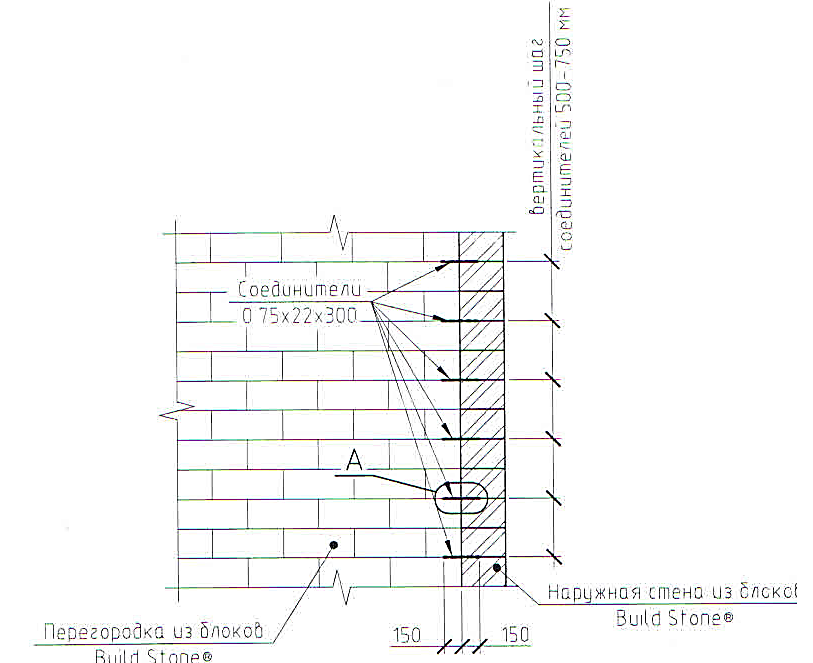 вертикальный шаг
соединителей 500-750 мм
Соединители
0 75х22х300
А
Наружная стена из блоков
Build Stone®
Перегородка из блоков
Build Stone®
150
150